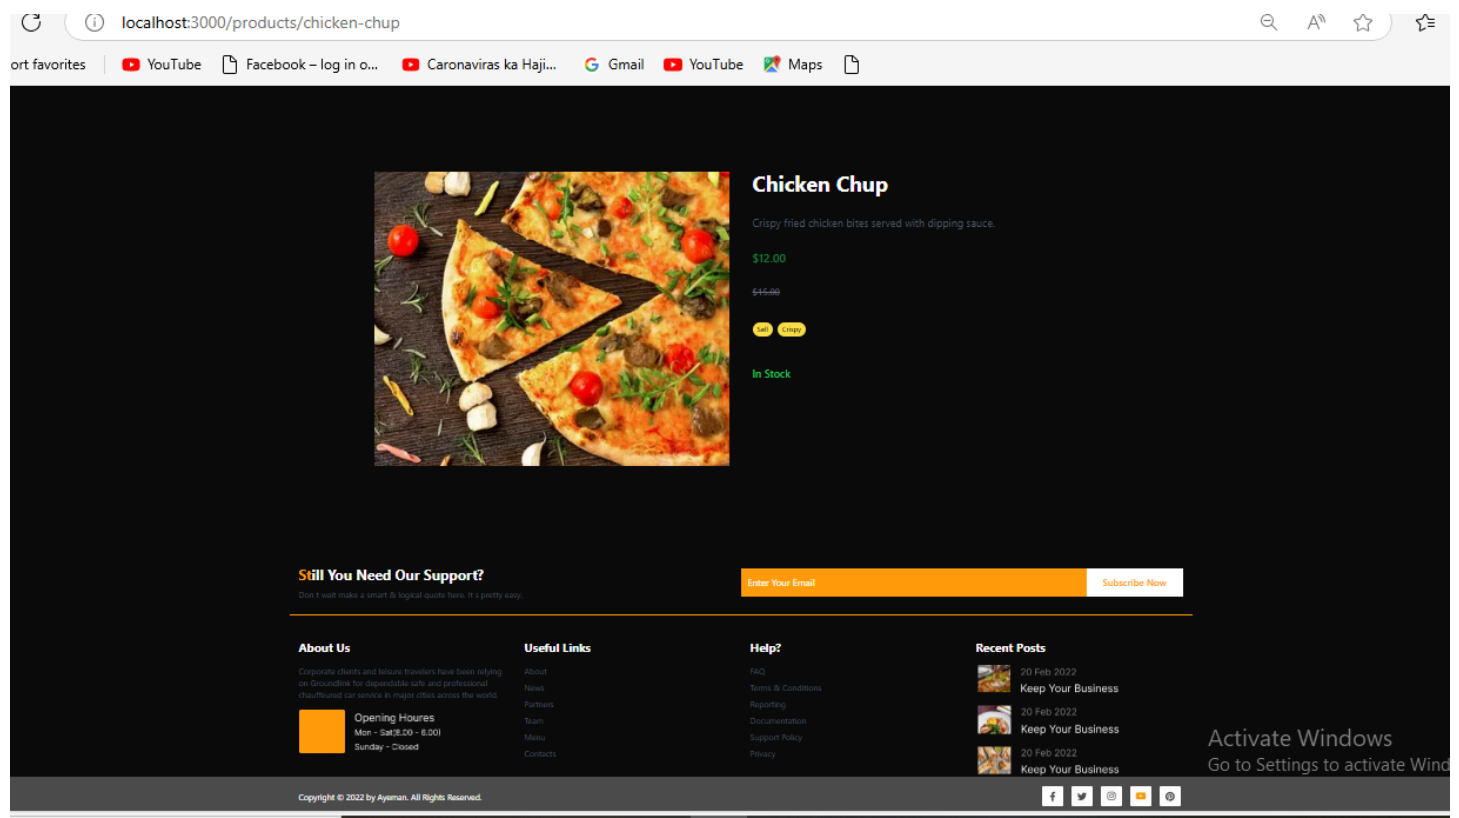 localhost:3000/products/chicken-chup
ort favorites
YouTube
Facebook – log in o...
Caronaviras ka Haji...
Gmail
YouTube
Maps
Chicken Chup
Crispy fried chicken bites served with dipping sauce.
$12.00
$15.00
Sell Crispy
In Stock
Still You Need Our Support?
Don t wait make a smart & logical quote here. It s pretty easy.
Enter Your Email
Subscribe Now
About Us
Corporate clients and leisure travelers have been relying
on Groundlink for dependable safe and professional
chauffeured car service in major cities across the world.
Opening Houres
Mon - Sat(8.00 - 6.00)
Sunday - Closed
Useful Links
About
News
Partners
Team
Menu
Contacts
Help?
FAQ
Terms & Conditions
Reporting
Documentation
Support Policy
Privacy
Recent Posts
20 Feb 2022
Keep Your Business
20 Feb 2022
Keep Your Business
20 Feb 2022
Keep Your Business
Activate Windows
Go to Settings to activate Wind
Copyright © 2022 by Ayeman. All Rights Reserved.